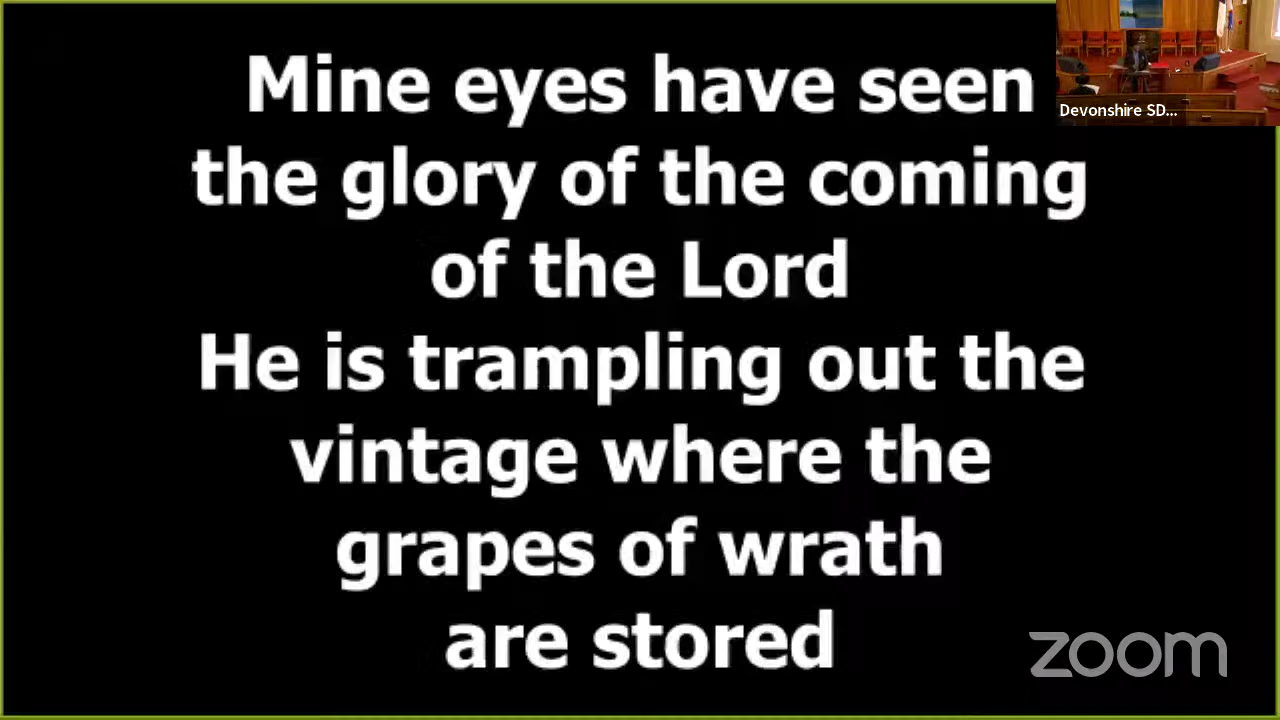 Mine eyes have seen
the glory of the coming
of the Lord
He is trampling out the
vintage where the
grapes of wrath
are stored
Devonshire SD...
zoom